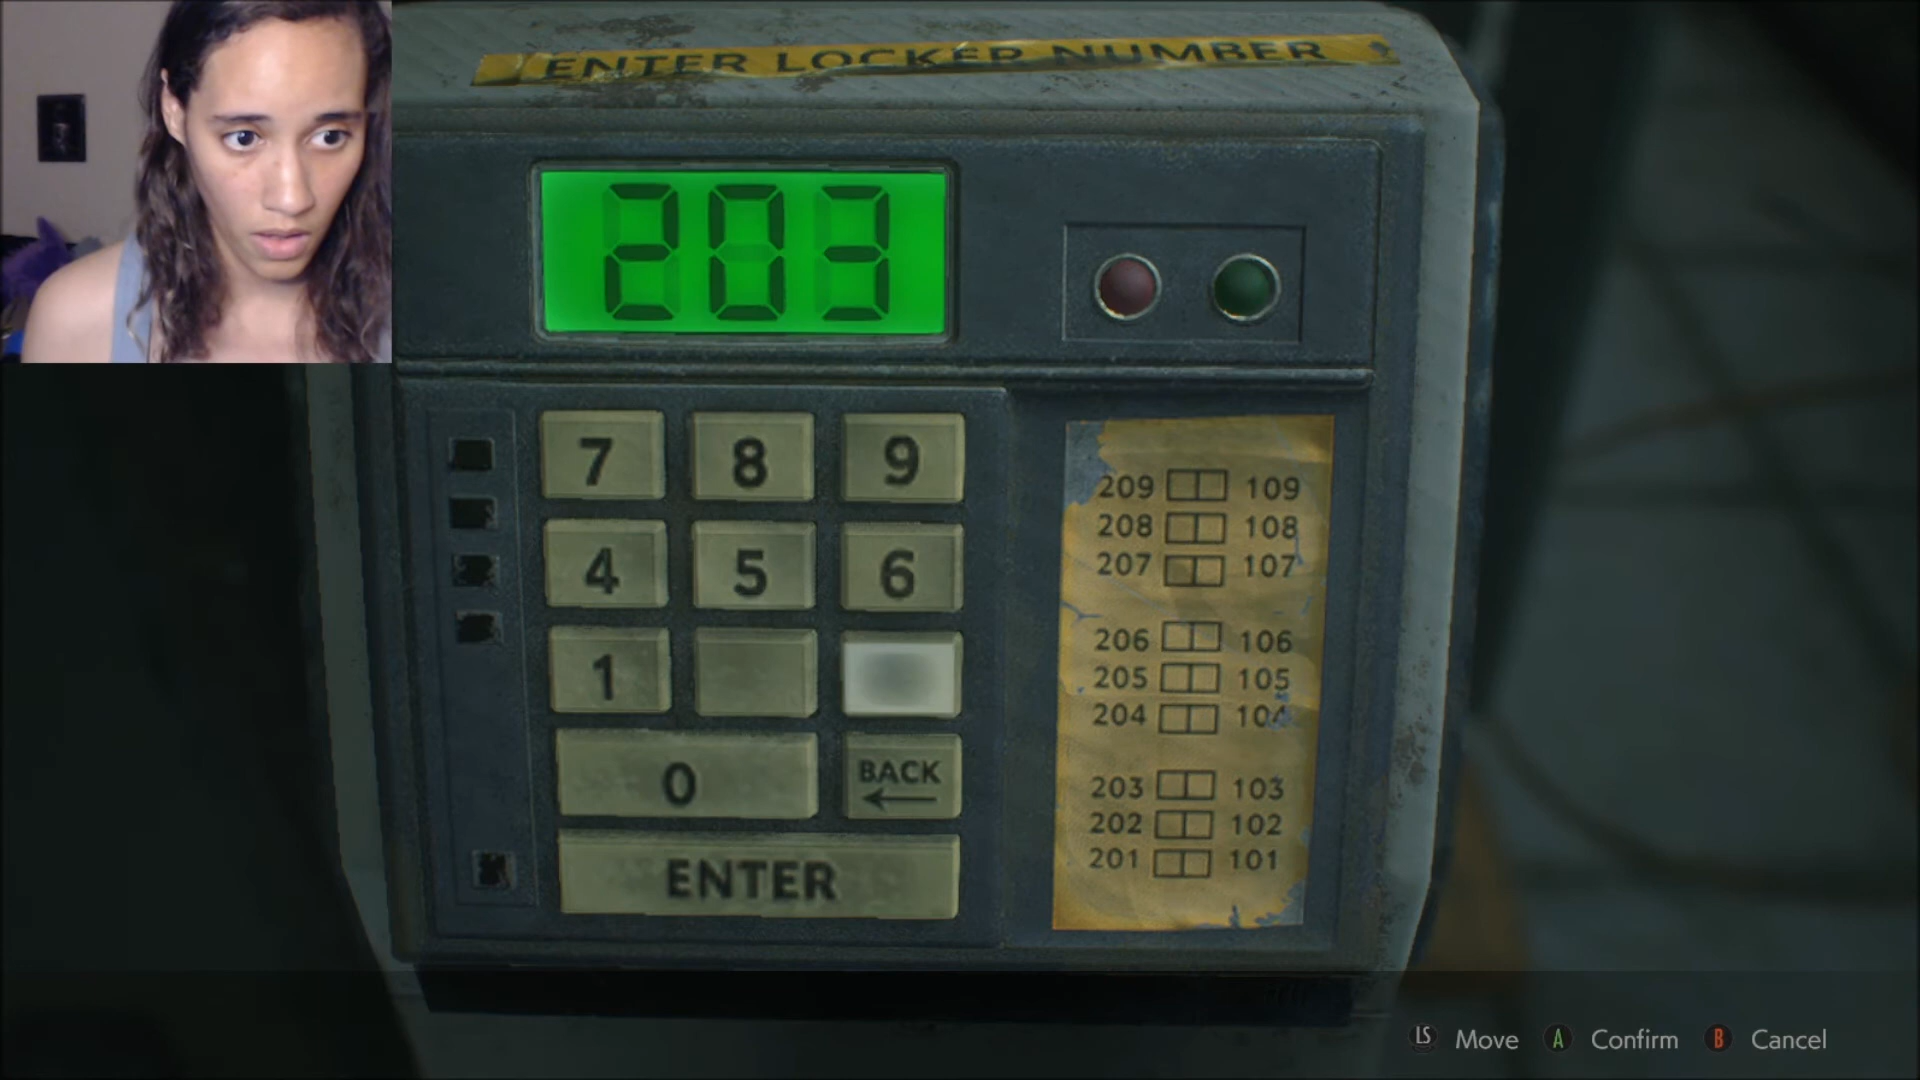 ENTER LOCKER NUMBER
203
7 8 9
4 5 6
1
0 BACK
ENTER
209 109
208 108
207 107
206 106
205 105
204 104
203 103
202 102
201 101
LS Move A Confirm B Cancel